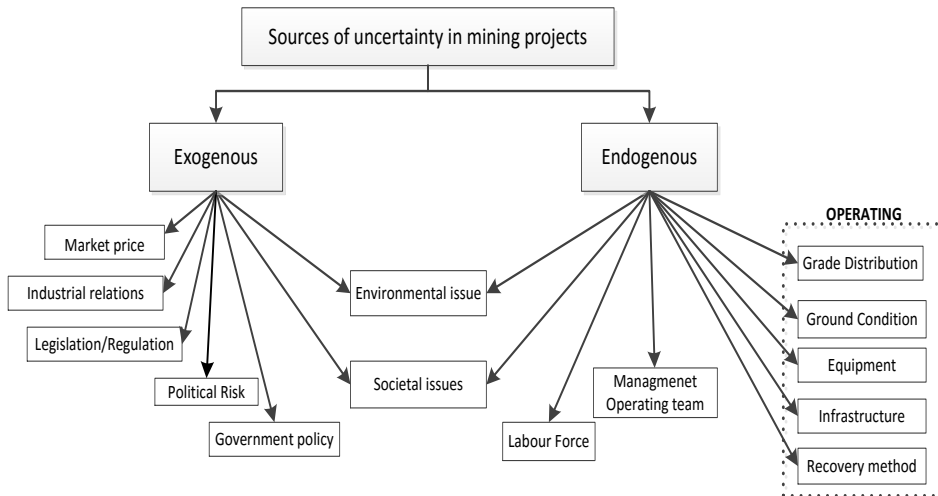 Sources of uncertainty in mining projects
Exogenous
Endogenous
OPERATING
Market price
Industrial relations
Legislation/Regulation
Political Risk
Government policy
Environmental issue
Societal issues
Labour Force
Managmenet
Operating team
Grade Distribution
Ground Condition
Equipment
Infrastructure
Recovery method